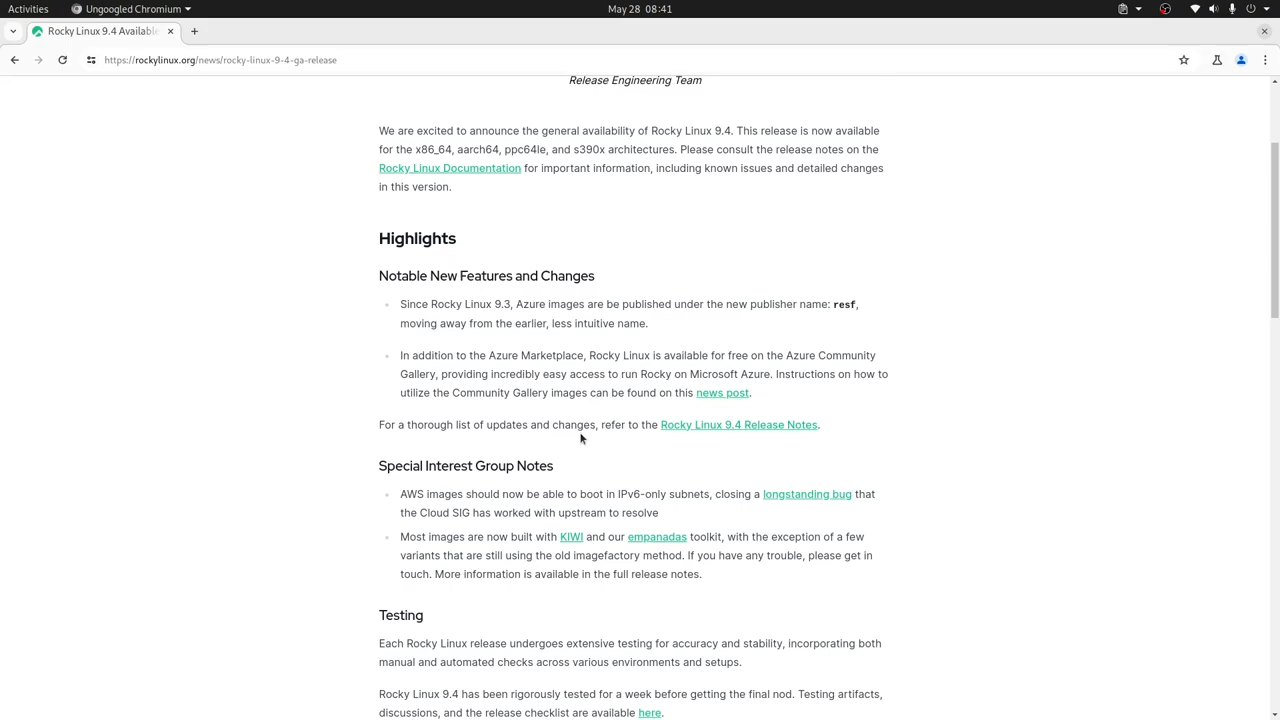 Activities
Ungoogled Chromium
May 28 08:41
Rocky Linux 9.4 Availabl
https://rockylinux.org/news/rocky-linux-9-4-ga-release
Release Engineering Team
We are excited to announce the general availability of Rocky Linux 9.4. This release is now available
for the x86_64, aarch64, ppc64le, and s390x architectures. Please consult the release notes on the
Rocky Linux Documentation for important information, including known issues and detailed changes
in this version.
Highlights
Notable New Features and Changes
Since Rocky Linux 9.3, Azure images are be published under the new publisher name: resf,
moving away from the earlier, less intuitive name.
In addition to the Azure Marketplace, Rocky Linux is available for free on the Azure Community
Gallery, providing incredibly easy access to run Rocky on Microsoft Azure. Instructions on how to
utilize the Community Gallery images can be found on this news post.
For a thorough list of updates and changes, refer to the Rocky Linux 9.4 Release Notes.
Special Interest Group Notes
AWS images should now be able to boot in IPv6-only subnets, closing a longstanding bug that
the Cloud SIG has worked with upstream to resolve
Most images are now built with KIWI and our empanadas toolkit, with the exception of a few
variants that are still using the old imagefactory method. If you have any trouble, please get in
touch. More information is available in the full release notes.
Testing
Each Rocky Linux release undergoes extensive testing for accuracy and stability, incorporating both
manual and automated checks across various environments and setups.
Rocky Linux 9.4 has been rigorously tested for a week before getting the final nod. Testing artifacts,
discussions, and the release checklist are available here.